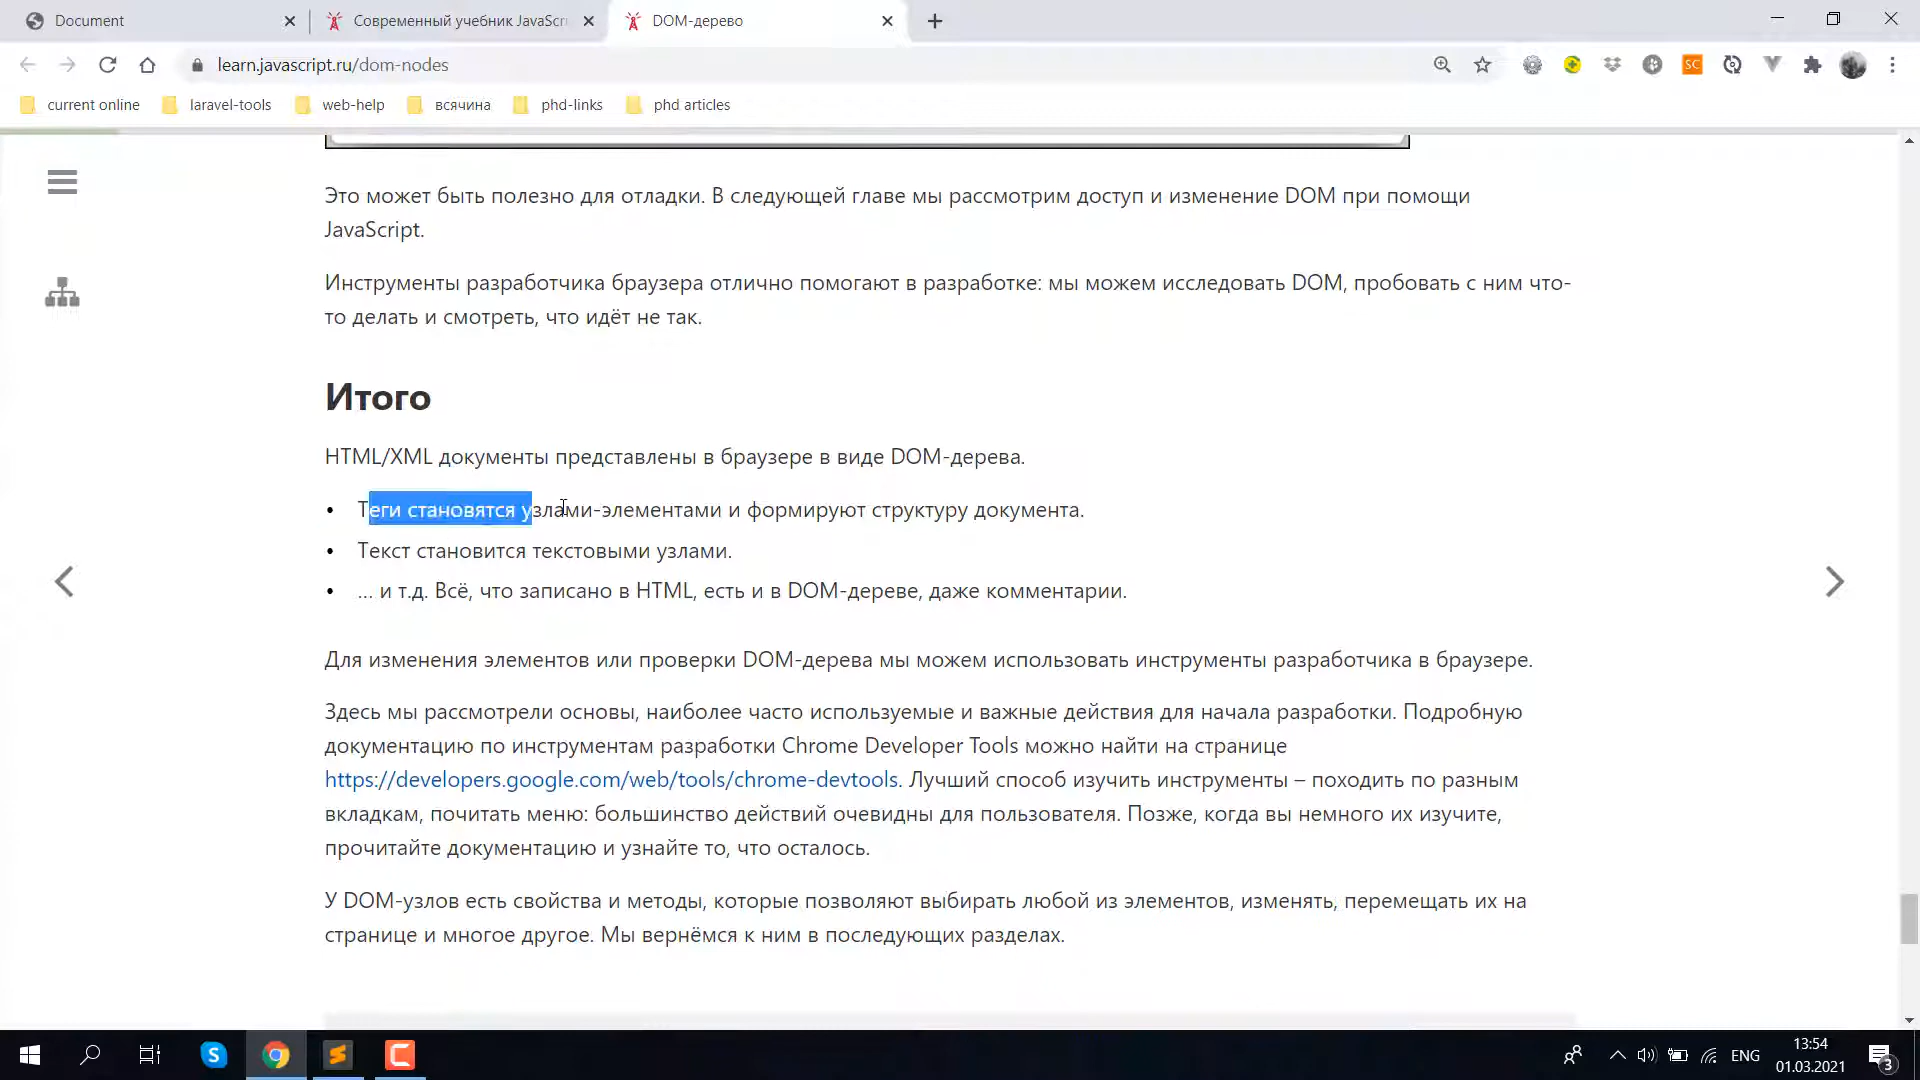 Document
Современный учебник JavaScri
DOM-дерево
learn.javascript.ru/dom-nodes
SC
current online
laravel-tools
web-help
всячина
phd-links
phd articles
Это может быть полезно для отладки. В следующей главе мы рассмотрим доступ и изменение DOM при помощи
JavaScript.
Инструменты разработчика браузера отлично помогают в разработке: мы можем исследовать DOM, пробовать с ним что-
то делать и смотреть, что идёт не так.
Итого
HTML/XML документы представлены в браузере в виде DOM-дерева.
• Теги становятся узлами-элементами и формируют структуру документа.
• Текст становится текстовыми узлами.
• … и т.д. Всё, что записано в HTML, есть и в DOM-дереве, даже комментарии.
Для изменения элементов или проверки DOM-дерева мы можем использовать инструменты разработчика в браузере.
Здесь мы рассмотрели основы, наиболее часто используемые и важные действия для начала разработки. Подробную
документацию по инструментам разработки Chrome Developer Tools можно найти на странице
https://developers.google.com/web/tools/chrome-devtools. Лучший способ изучить инструменты – походить по разным
вкладкам, почитать меню: большинство действий очевидны для пользователя. Позже, когда вы немного их изучите,
прочитайте документацию и узнайте то, что осталось.
У DOM-узлов есть свойства и методы, которые позволяют выбирать любой из элементов, изменять, перемещать их на
странице и многое другое. Мы вернёмся к ним в последующих разделах.
ENG
13:54
01.03.2021
3